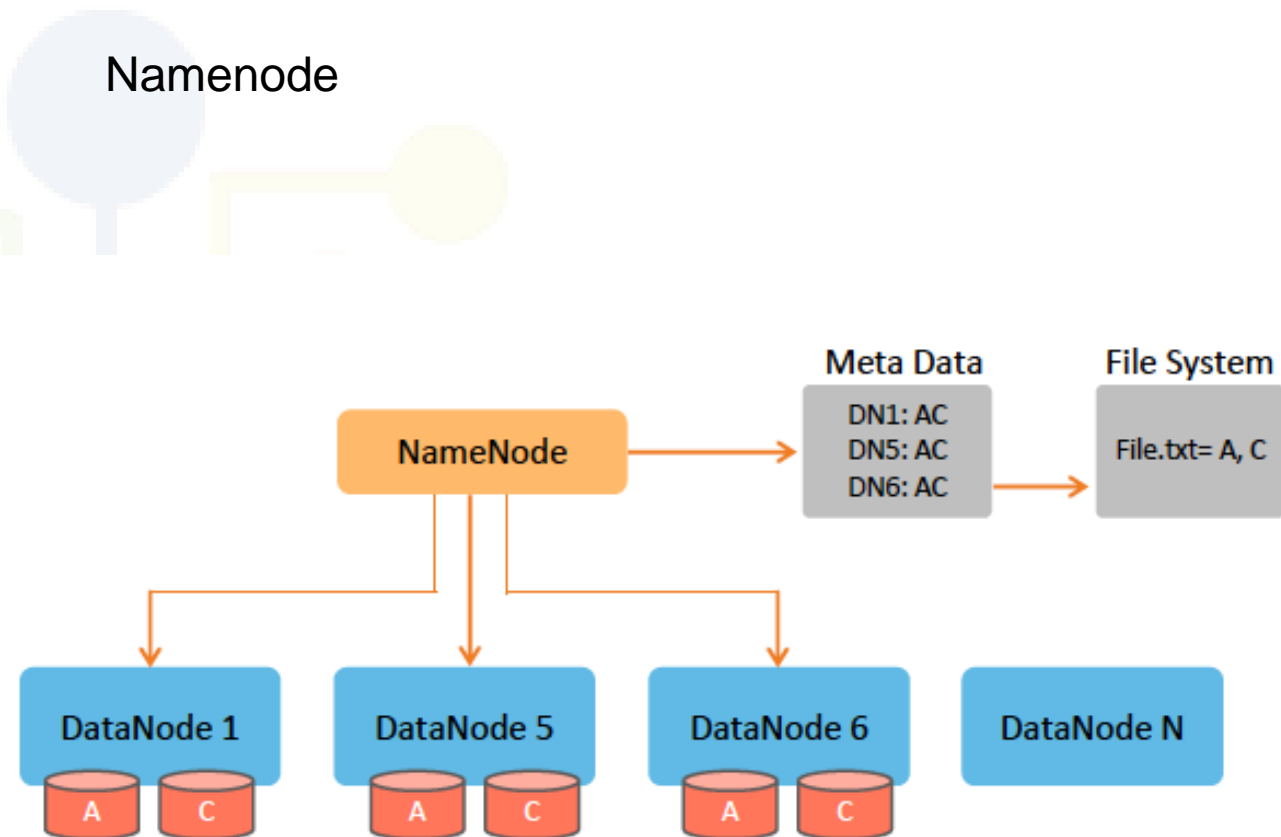 Namenode
Meta Data
File System
NameNode
DN1: AC
DN5: AC
DN6: AC
File.txt= A, C
DataNode 1
DataNode 5
DataNode 6
DataNode N
A
C
A
C
A
C